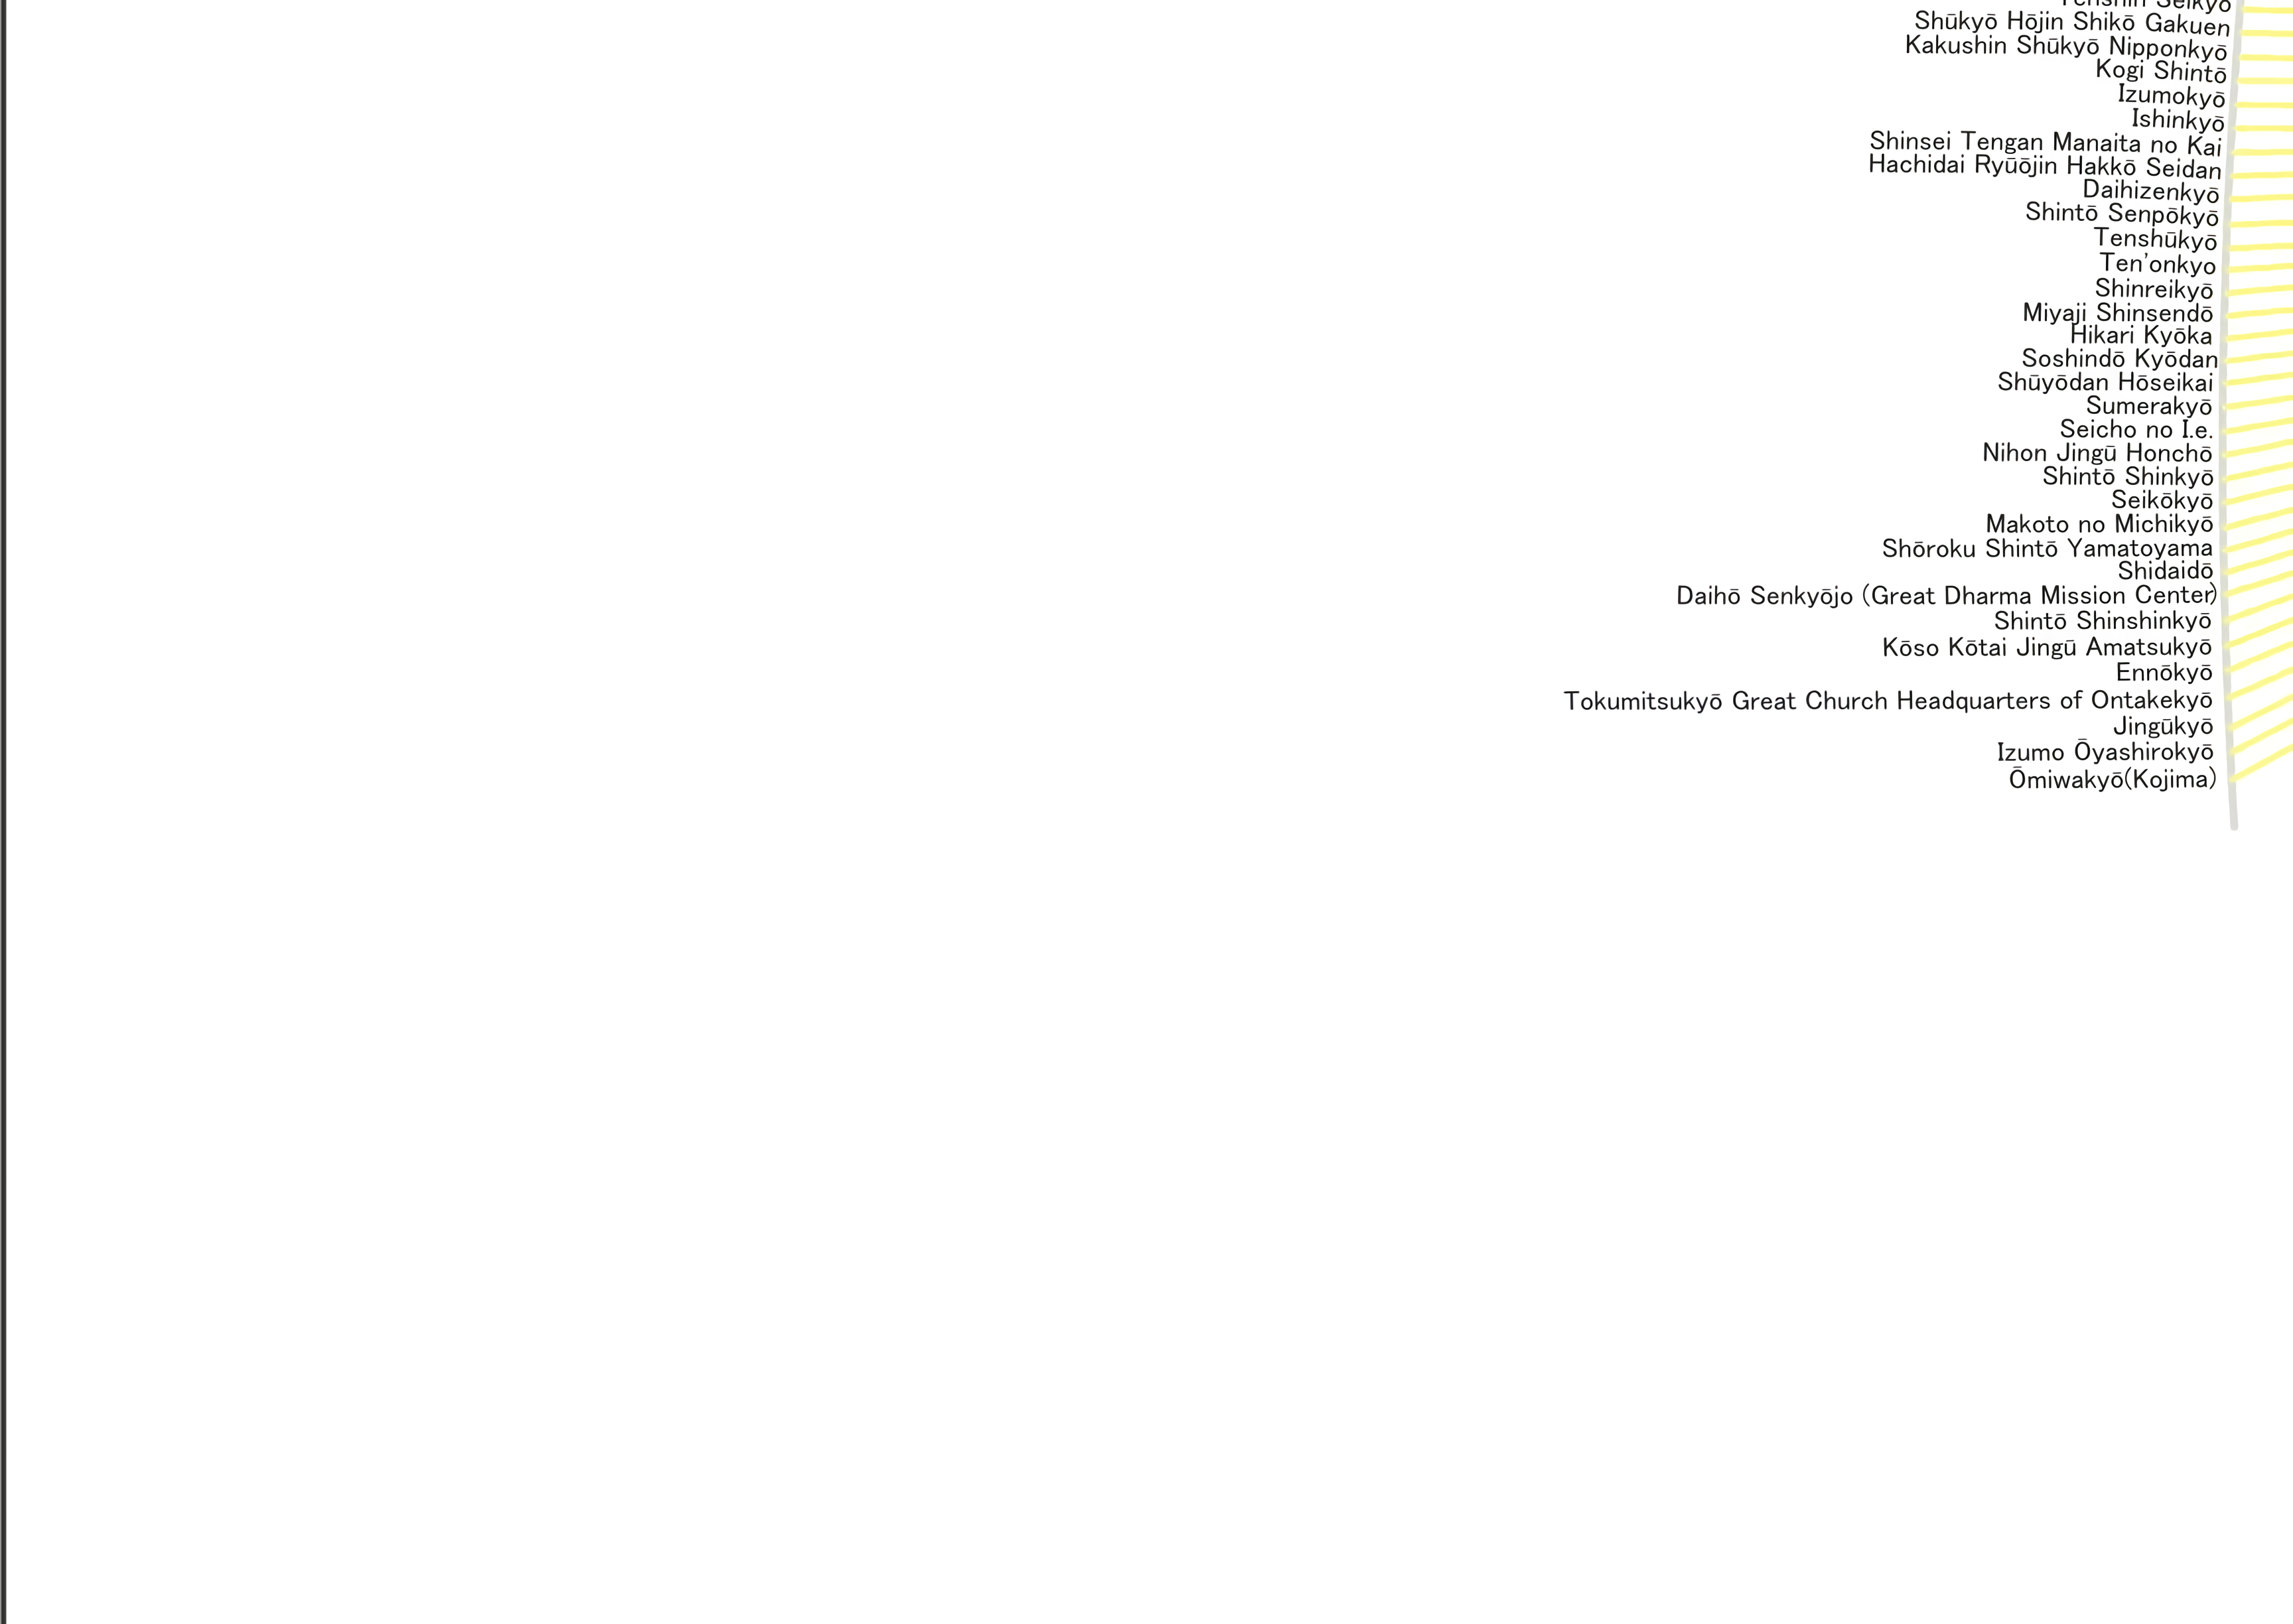 Tenshin Seikyō
Shūkyō Hōjin Shikō Gakuen
Kakushin Shūkyō Nipponkyō
Kogi Shintō
Izumokyō
Ishinkyō
Shinsei Tengan Manaita no Kai
Hachidai Ryūōjin Hakkō Seidan
Daihizenkyō
Shintō Senpōkyō
Tenshūkyō
Ten'onkyo
Shinreikyō
Miyaji Shinsendō
Hikari Kyōka
Soshindō Kyōdan
Shūyōdan Hōseikai
Sumerakyō
Seicho no I.e.
Nihon Jingū Honchō
Shintō Shinkyō
Seikōkyō
Makoto no Michikyō
Shōroku Shintō Yamatoyama
Shidaidō
Daihō Senkyōjo (Great Dharma Mission Center)
Shintō Shinshinkyō
Kōso Kōtai Jingū Amatsukyō
Ennōkyō
Tokumitsukyō Great Church Headquarters of Ontakekyō
Jingūkyō
Izumo Ōyashirokyō
Ōmiwakyō(Kojima)